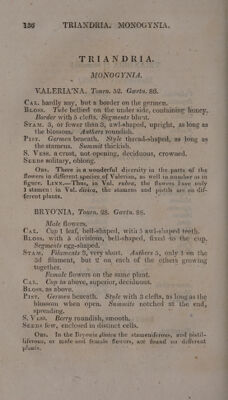 136 TRIANDRIA. MONOGYNIA.
TRIANDRIA.
MONOGYNIA.
VALERIA'NA. Tourn. 52. Gærtn. 86.
CAL. hardly any, but a border on the germen.
BLOSS. Tube bellied on the under side, containing honey.
Border with 5 clefts. Segments blunt.
STAM. 3, or fewer than 3, awl-shaped, upright, as long as
the blossom. Anthers roundish.
PIST. Germen beneath. Style thread-shaped, as long as
the stamens. Summit thickish.
S. VESS. a crust, not opening, deciduous, crowned.
SEEDS solitary, oblong.
OBS. There is a wonderful diversity in the parts of the
flowers in different species of Valerian, as well in number as in
figure. LINN.—Thus, in Val. rubra, the flowers have only
1 stamen: in Val. dioica, the stamens and pistils are on dif-
ferent plants.
BRYONIA. Tourn. 28. Gærtn. 88.
Male flowers.
CAL. Cup 1 leaf, bell-shaped, with 5 awl-shaped teeth.
BLOSS. with 5 divisions, bell-shaped, fixed to the cup.
Segments egg-shaped.
STAM. Filaments 3, very short. Anthers 5, only 1 on the
3d filament, but 2 on each of the others growing
together.
Female flowers on the same plant.
CAL. Cup as above, superior, deciduous.
BLOSS. as above.
PIST. Germen beneath. Style with 3 clefts, as long as the
blossom when open. Summits notched at the end,
spreading.
S. VESS. Berry roundish, smooth.
SEEDS few, enclosed in distinct cells.
OBS. In the Bryonia dioica the stameniferous, and pistil-
liferous, or male and female flowers, are found on different
plants.